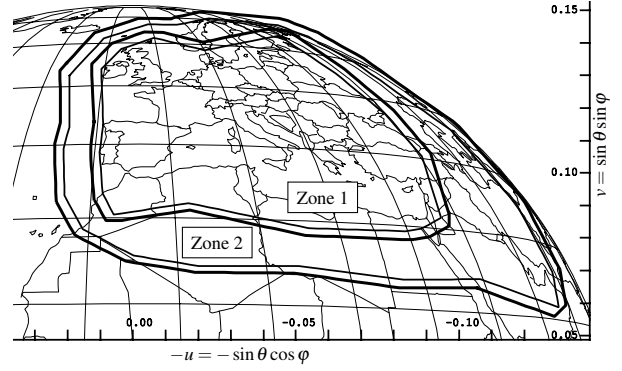 0.15
0.10
v = sin θ sin φ
Zone 1
Zone 2
0.00
-0.05
-0.10
0.05
−u = − sin θ cos φ